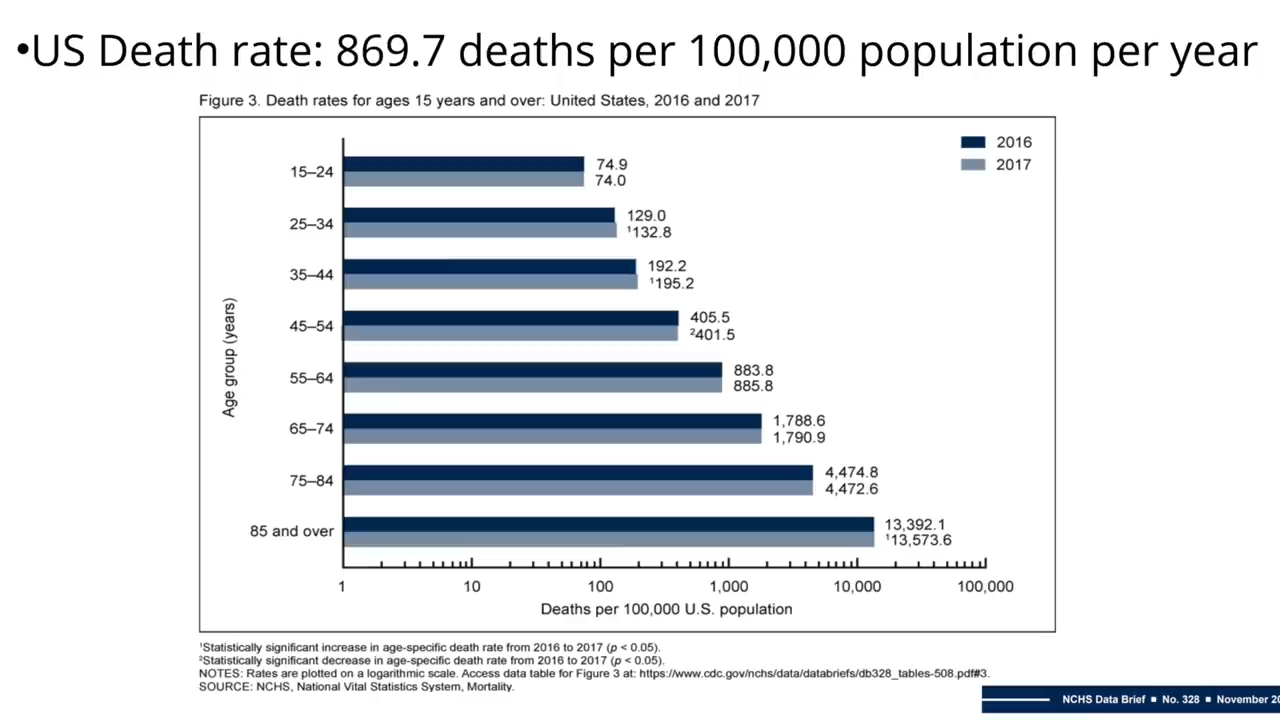 •US Death rate: 869.7 deaths per 100,000 population per year
Figure 3. Death rates for ages 15 years and over: United States, 2016 and 2017
2016
2017
Age group (years)
15–24
74.9
74.0
25–34
129.0
¹132.8
35–44
192.2
¹195.2
45–54
405.5
²401.5
55–64
883.8
885.8
65–74
1,788.6
1,790.9
75–84
4,474.8
4,472.6
85 and over
13,392.1
¹13,573.6
1 10 100 1,000 10,000 100,000
Deaths per 100,000 U.S. population
¹Statistically significant increase in age-specific death rate from 2016 to 2017 (p < 0.05).
²Statistically significant decrease in age-specific death rate from 2016 to 2017 (p < 0.05).
NOTES: Rates are plotted on a logarithmic scale. Access data table for Figure 3 at: https://www.cdc.gov/nchs/data/databriefs/db328_tables-508.pdf#3.
SOURCE: NCHS, National Vital Statistics System, Mortality.
NCHS Data Brief ■ No. 328 ■ November 20